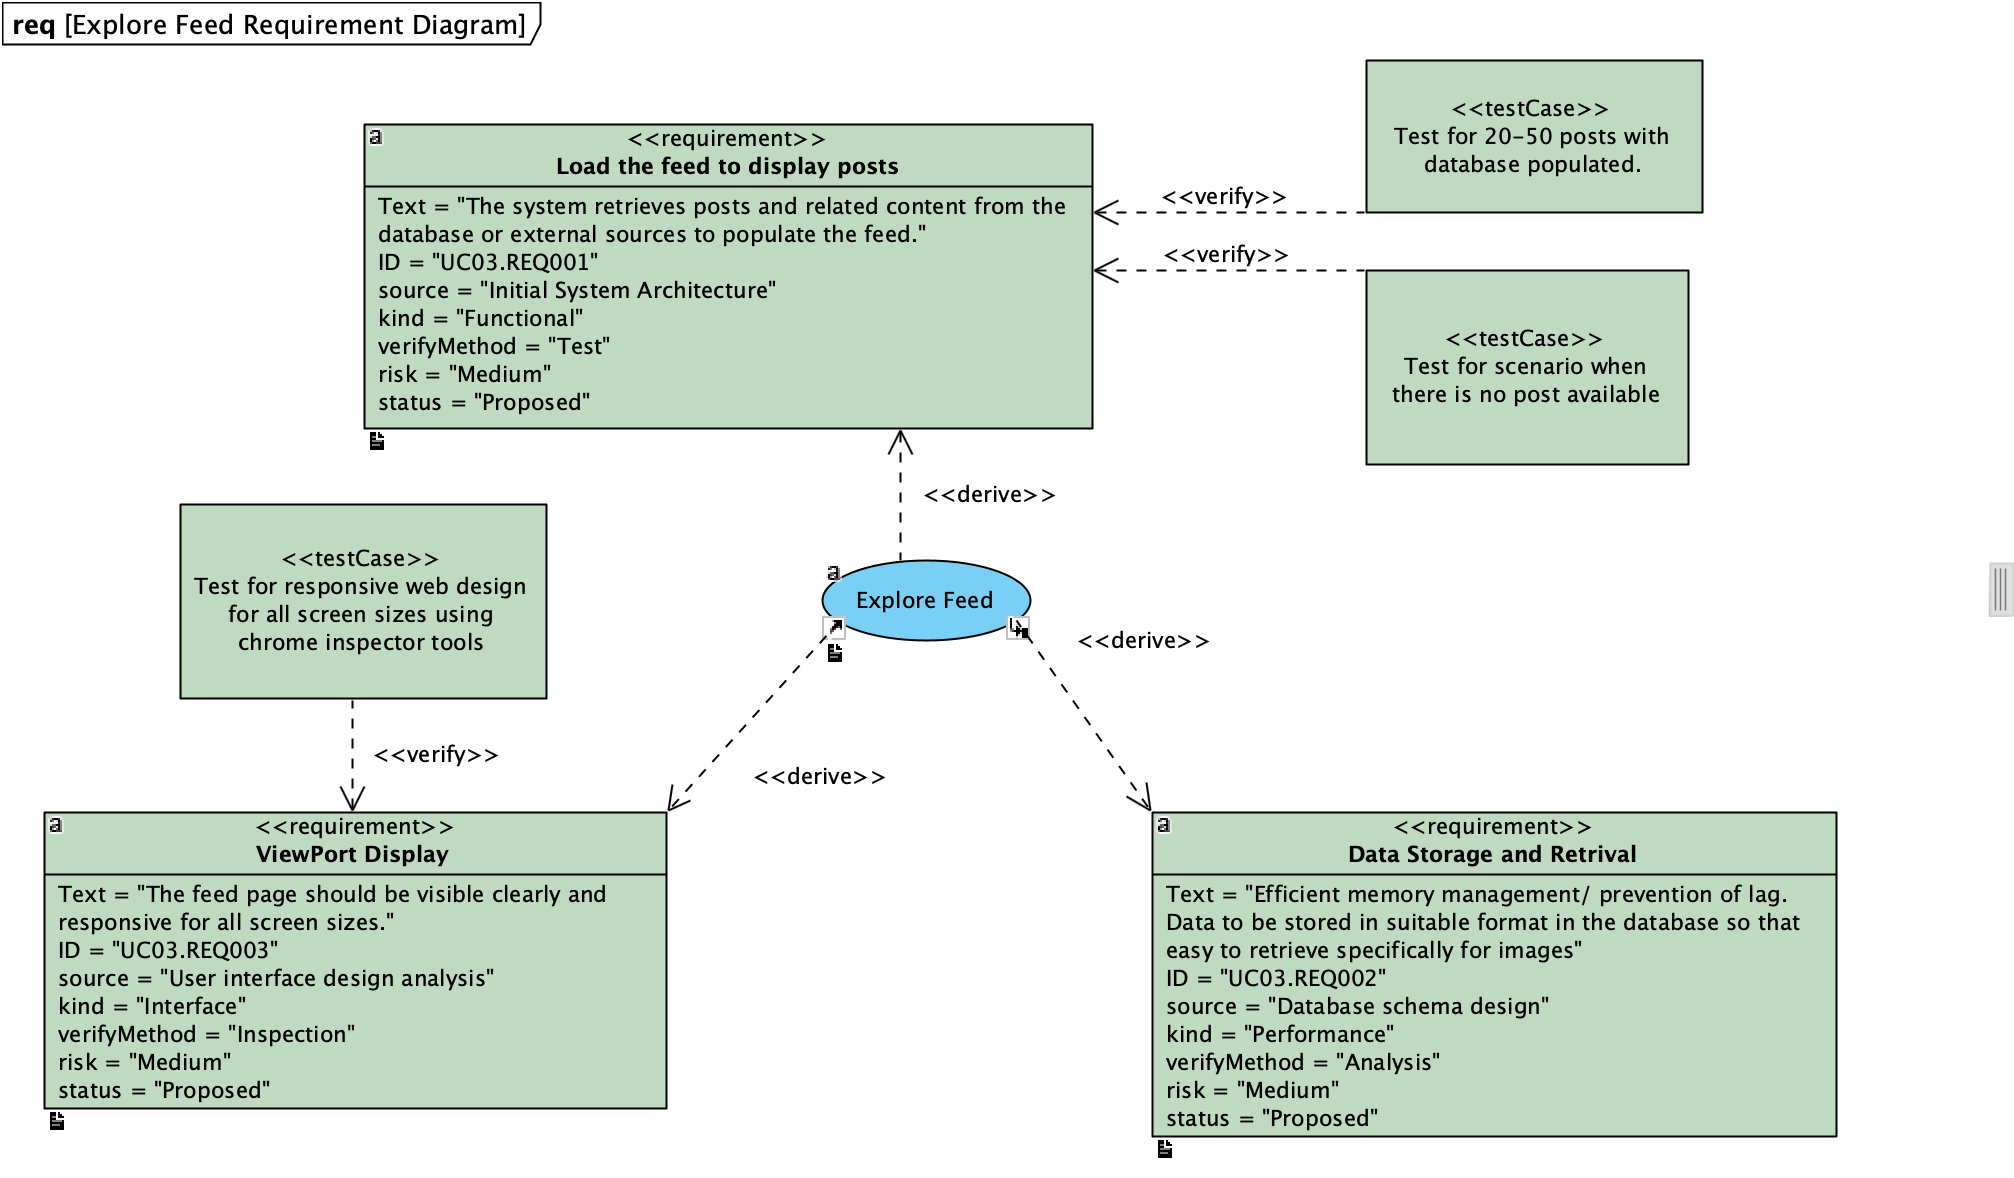 req [Explore Feed Requirement Diagram]
<<testCase>>
Test for 20-50 posts with
database populated.
a
<<requirement>>
Load the feed to display posts
Text = "The system retrieves posts and related content from the
database or external sources to populate the feed."
ID = "UC03.REQ001"
source = "Initial System Architecture"
kind = "Functional"
verifyMethod = "Test"
risk = "Medium"
status = "Proposed"
<<verify>>
<<verify>>
<<testCase>>
Test for scenario when
there is no post available
<<derive>>
<<testCase>>
Test for responsive web design
for all screen sizes using
chrome inspector tools
a
Explore Feed
<<derive>>
<<verify>>
<<derive>>
a
<<requirement>>
ViewPort Display
Text = "The feed page should be visible clearly and
responsive for all screen sizes."
ID = "UC03.REQ003"
source = "User interface design analysis"
kind = "Interface"
verifyMethod = "Inspection"
risk = "Medium"
status = "Proposed"
a
<<requirement>>
Data Storage and Retrival
Text = "Efficient memory management/ prevention of lag.
Data to be stored in suitable format in the database so that
easy to retrieve specifically for images"
ID = "UC03.REQ002"
source = "Database schema design"
kind = "Performance"
verifyMethod = "Analysis"
risk = "Medium"
status = "Proposed"